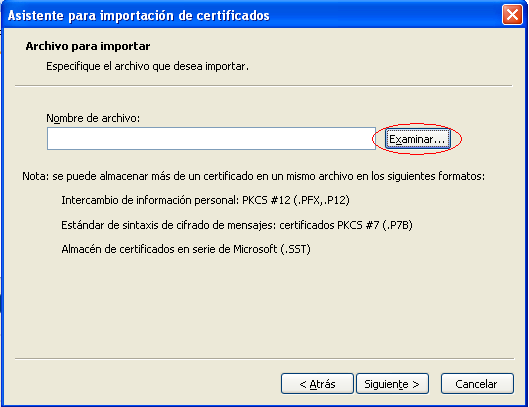 Asistente para importación de certificados
Archivo para importar
Especifique el archivo que desea importar.
Nombre de archivo:
Examinar...
Nota: se puede almacenar más de un certificado en un mismo archivo en los siguientes formatos:
Intercambio de información personal: PKCS #12 (.PFX,.P12)
Estándar de sintaxis de cifrado de mensajes: certificados PKCS #7 (.P7B)
Almacén de certificados en serie de Microsoft (.SST)
< Atrás
Siguiente >
Cancelar